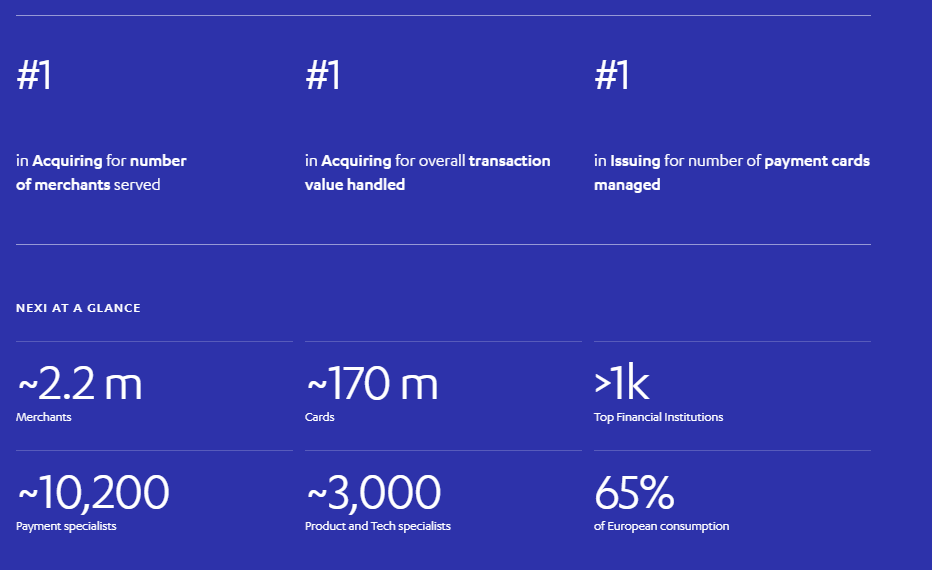 #1
in Acquiring for number
of merchants served
#1
in Acquiring for overall transaction
value handled
#1
in Issuing for number of payment cards
managed
NEXI AT A GLANCE
~2.2 m
Merchants
~170 m
Cards
>1k
Top Financial Institutions
~10,200
Payment specialists
~3,000
Product and Tech specialists
65%
of European consumption